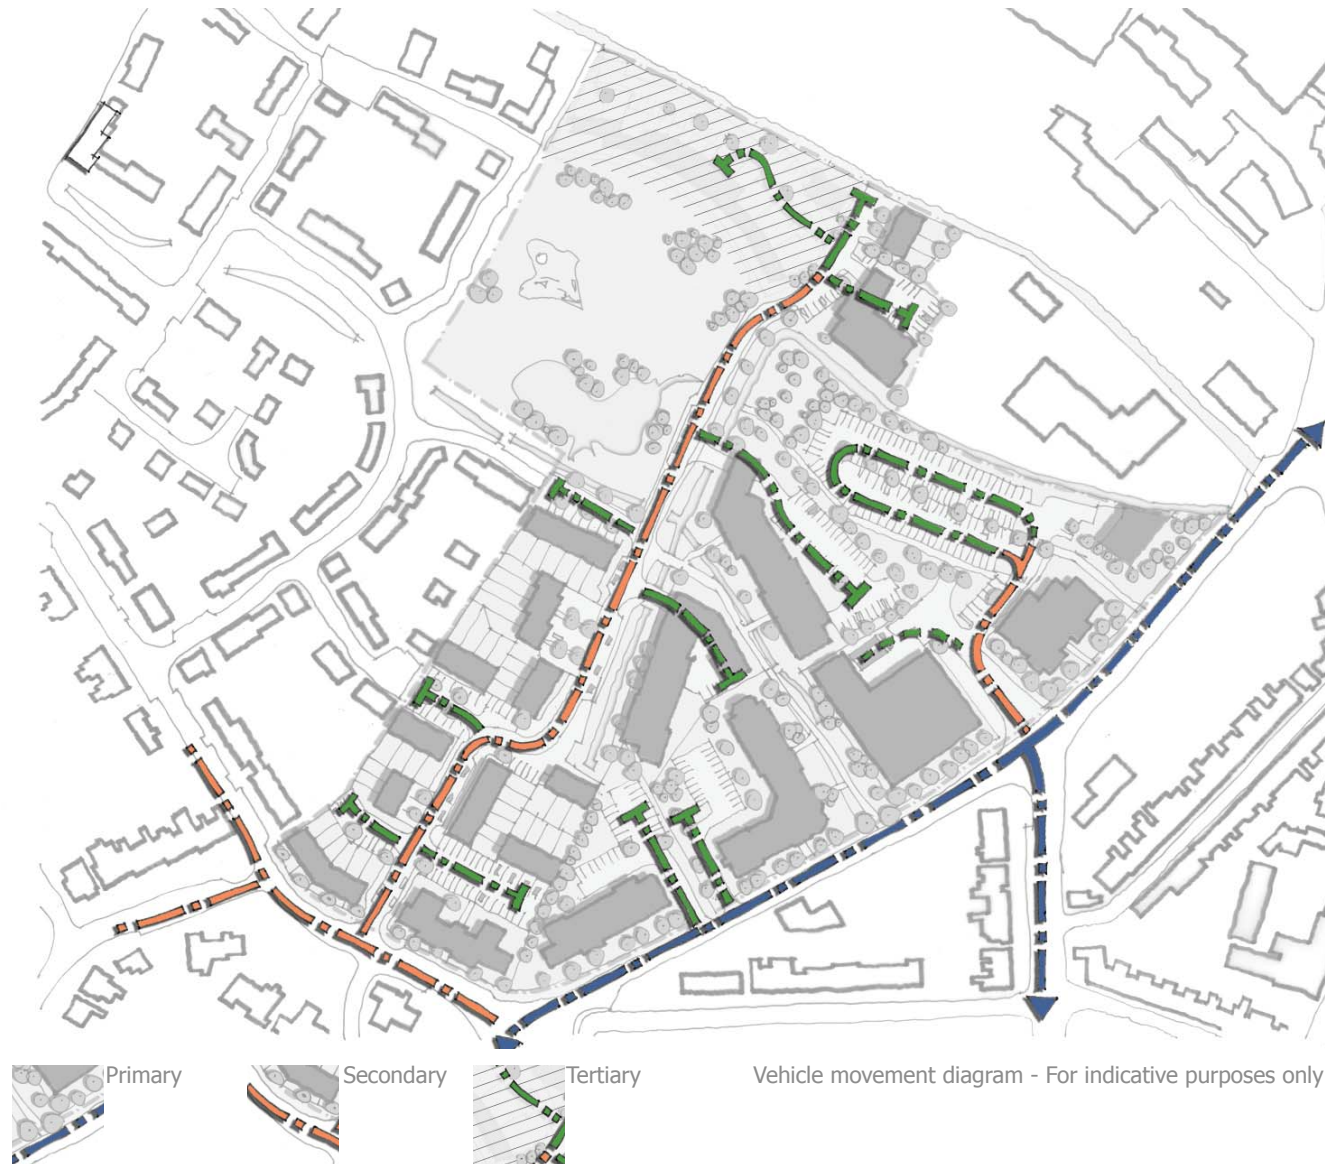 Primary
Secondary
Tertiary
Vehicle movement diagram - For indicative purposes only